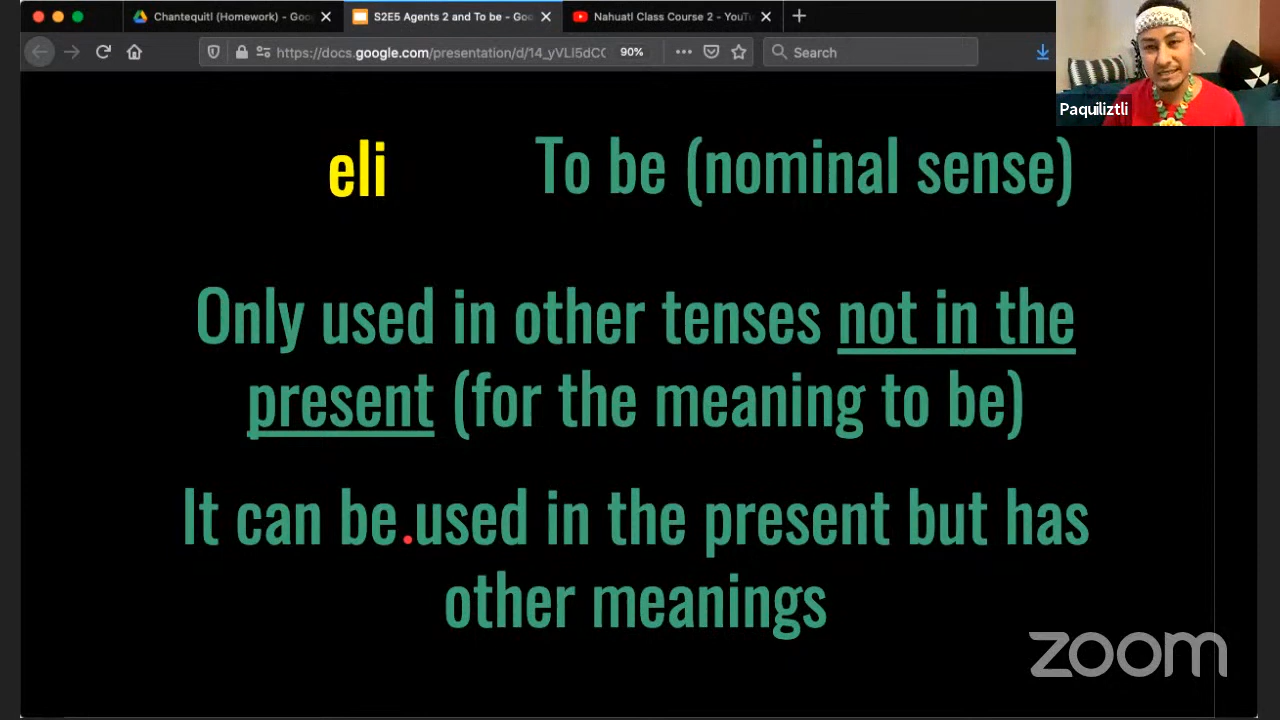 Chantequitl (Homework) - Goo
S2E5 Agents 2 and To be - Goo
Nahuatl Class Course 2 - YouTu
https://docs.google.com/presentation/d/14_yVLI5dC
90%
Search
Paquiliztli
eli
To be (nominal sense)
Only used in other tenses not in the
present (for the meaning to be)
It can be used in the present but has
other meanings
zoom